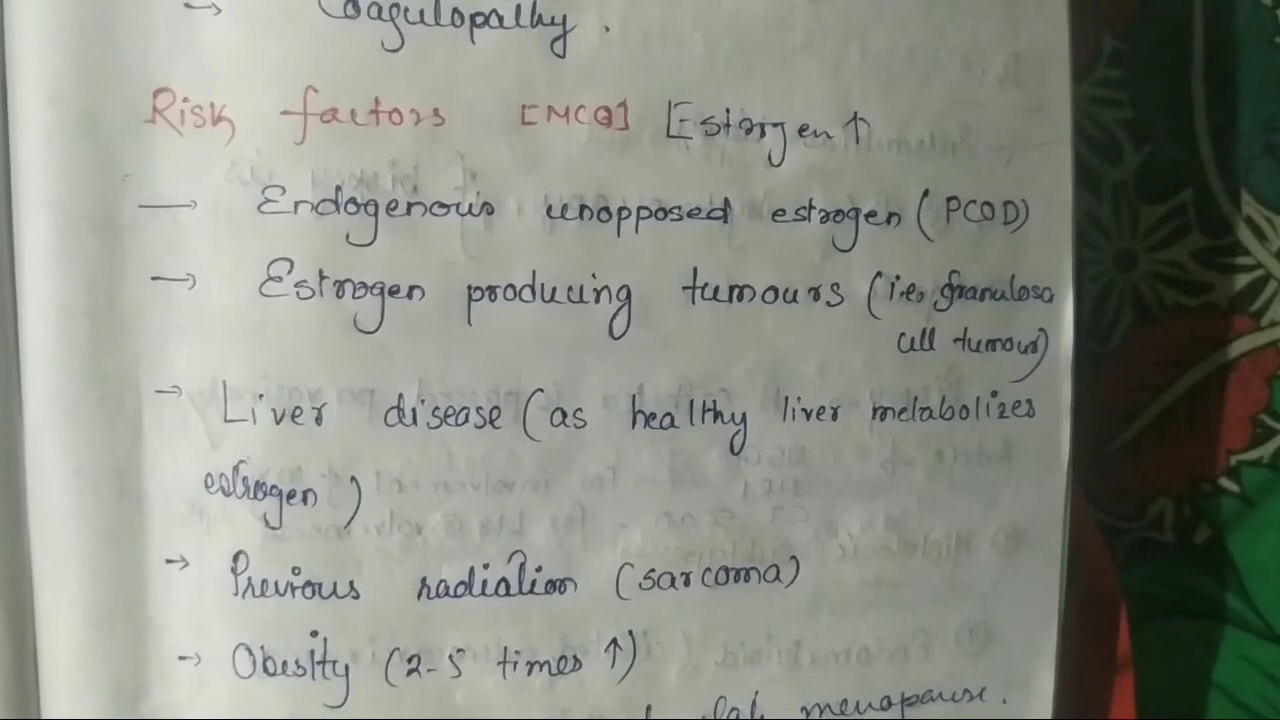 → Coagulopathy.
Risk factors [MCQ] [Estorgen ↑
→ Endogenous unopposed estrogen (PCOD)
→ Estrogen producing tumours (i.e. granulosa
cell tumour)
→ Liver disease (as healthy liver metabolizes
estrogen)
→ Previous radiation (sarcoma)
→ Obesity (2-5 times ↑)
menopause.